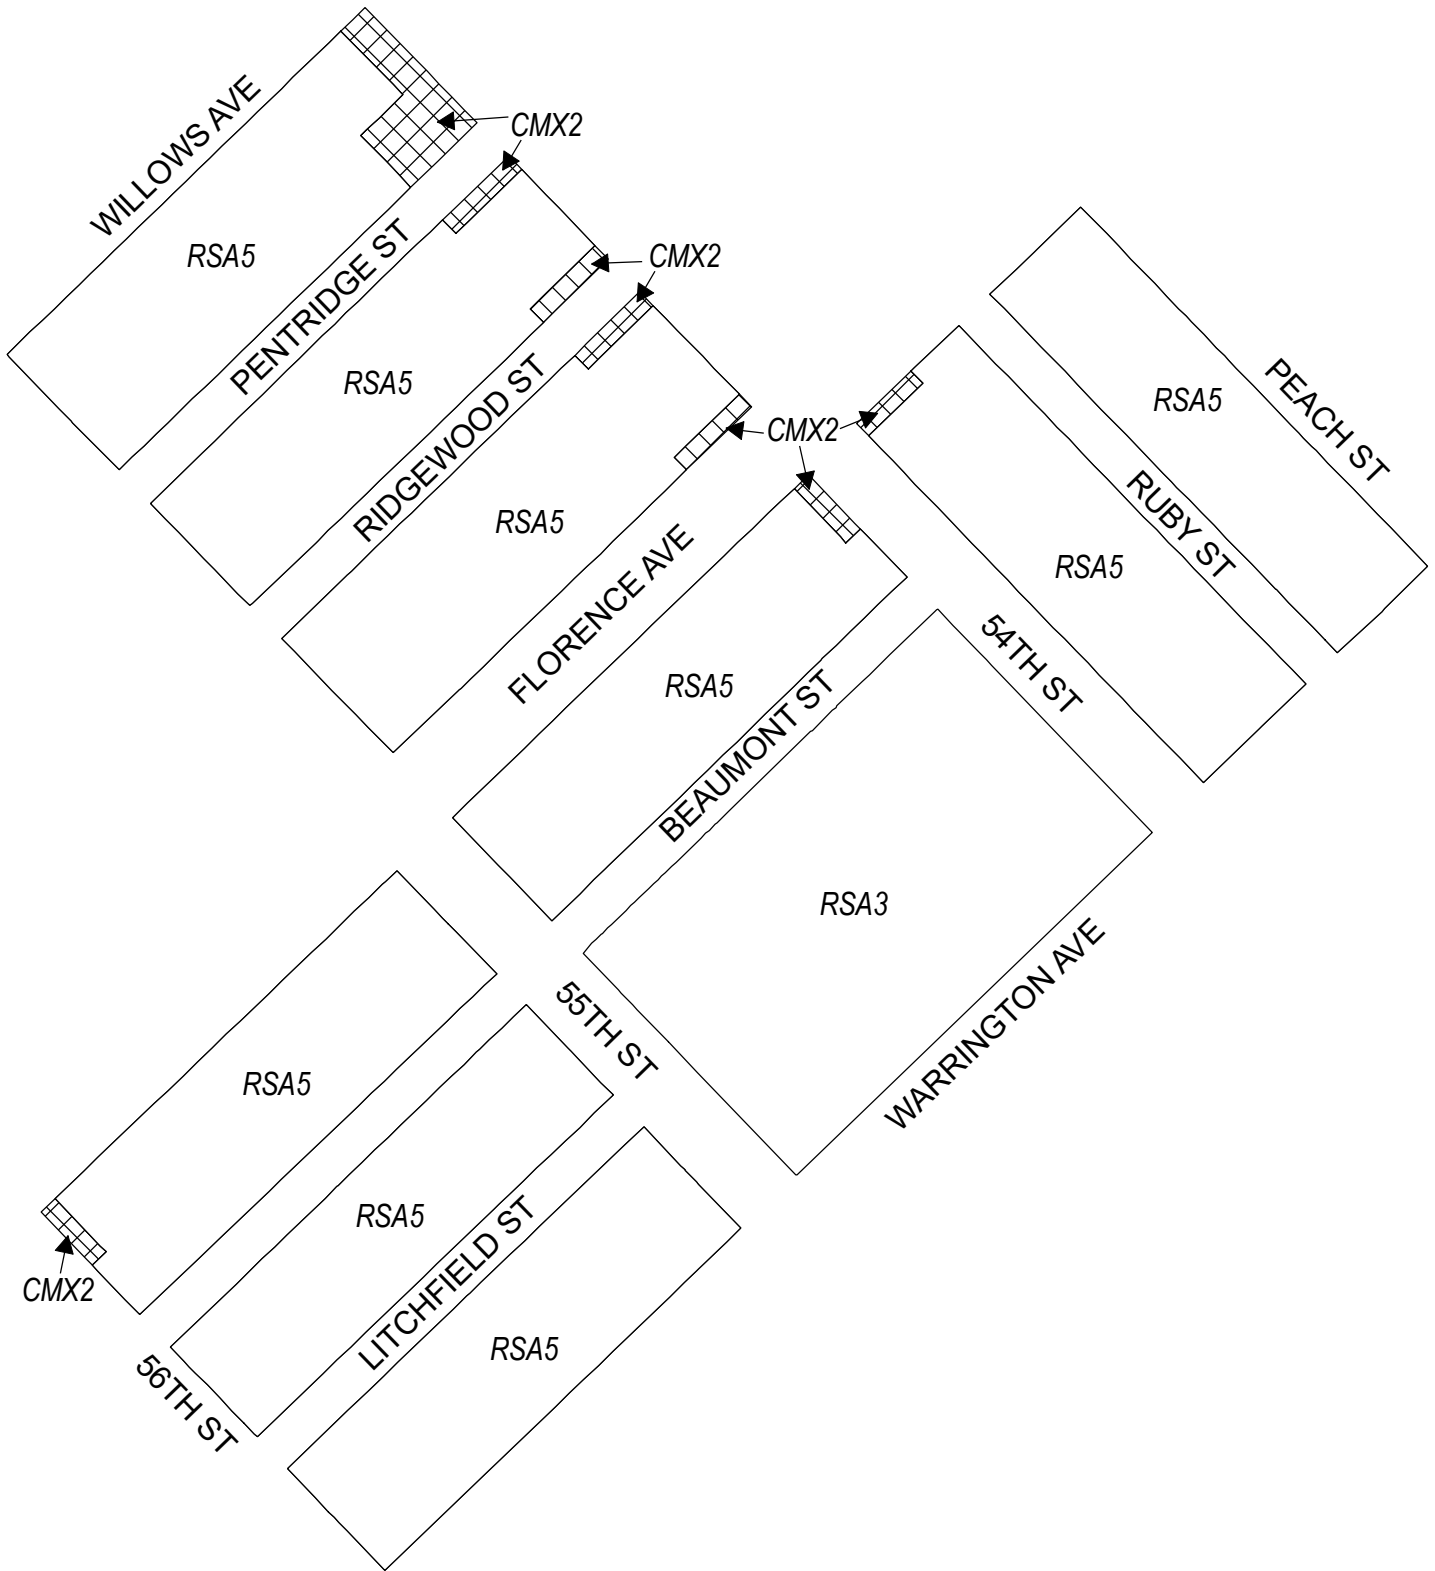 WILLOWS AVE
CMX2
RSA5
PENTRIDGE ST
CMX2
RSA5
RIDGEWOOD ST
RSA5
PEACH ST
RSA5
CMX2
RSA5
RUBY ST
RSA5
FLORENCE AVE
54TH ST
RSA5
BEAUMONT ST
RSA3
WARRINGTON AVE
55TH ST
RSA5
RSA5
LITCHFIELD ST
CMX2
RSA5
56TH ST